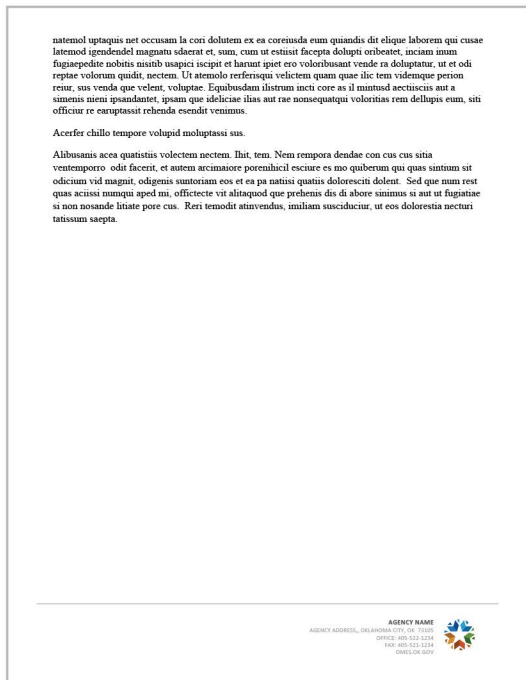 natemol uptaquis net occusam la cori dolutem ex ea coreiusda eum quiandis dit elique laborem qui cusae
latemod igendendel magnatu sdaerat et, sum, cum ut estiisit facepta dolupti oribeatet, inciam inum
fugiaepedite nobitis nisitib usapici iscipit et harunt ipiet ero voloribusant vende ra doluptatur, ut et odi
reptae volorum quidit, nectem. Ut atemolo rerferisqui velictem quam quae ilic tem videmque perion
reiur, sus venda que velent, voluptae. Equibusdam ilistrum incti core as il mintusd aectiisciis aut a
simenis nieni ipsandantet, ipsam que ideliciae ilias aut rae nonsequatqui voloritias rem dellupis eum, siti
officiur re earuptassit rehenda esendit venimus.
Acerfer chillo tempore volupid moluptassi sus.
Alibusanis acea quatistiis volectem nectem. Ihit, tem. Nem rempora dendae con cus cus sitia
ventemporro odit facerit, et autem arcimaiore porenihicil esciure es mo quiberum qui quas sintium sit
odicium vid magnit, odigenis suntoriam eos et ea pa natiisi quatiis doloresciti dolent. Sed que num rest
quas aciissi numqui aped mi, offictecte vit alitaquod que prehenis dis di abore sinimus si aut ut fugiatiae
si non nosande litiate pore cus. Reri temodit atinvendus, imiliam susciduciur, ut eos dolorestia necturi
tatissum saepta.
AGENCY NAME
AGENCY ADDRESS,, OKLAHOMA CITY, OK 73105
OFFICE: 405-522-1234
FAX: 405-521-1234
OMES.OK.GOV